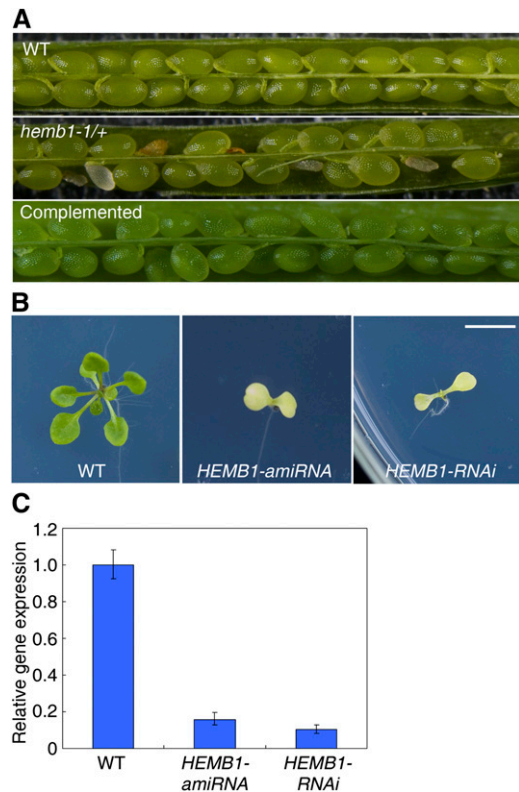 A
WT
hemb1-1/+
Complemented
B
WT
HEMB1-amiRNA
HEMB1-RNAi
C
Relative gene expression
1.2
1.0
0.8
0.6
0.4
0.2
0
WT
HEMB1-
amiRNA
HEMB1-
RNAi